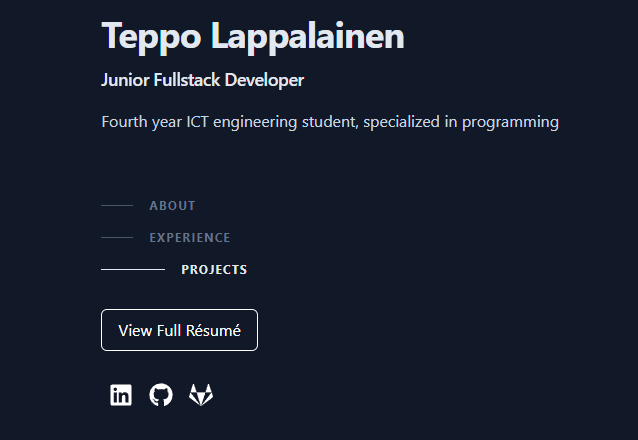 Teppo Lappalainen
Junior Fullstack Developer
Fourth year ICT engineering student, specialized in programming
ABOUT
EXPERIENCE
PROJECTS
View Full Résumé
in